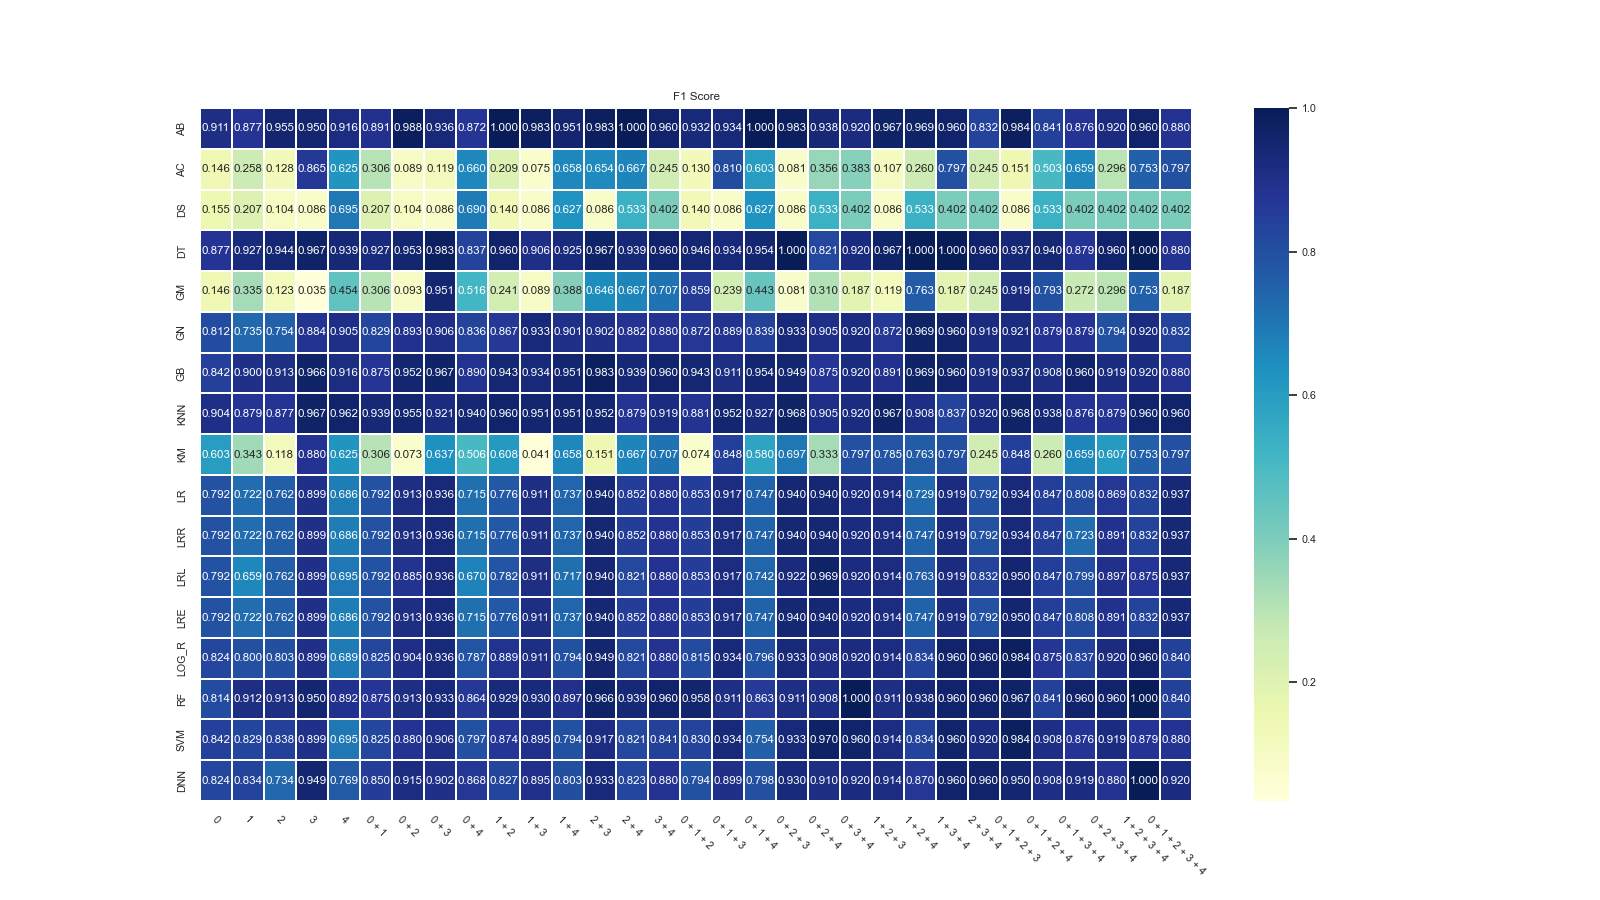 F1 Score
AB 0.911 0.877 0.955 0.950 0.916 0.891 0.988 0.936 0.872 1.000 0.983 0.951 0.983 1.000 0.960 0.932 0.934 1.000 0.983 0.938 0.920 0.967 0.969 0.960 0.832 0.984 0.841 0.876 0.920 0.960 0.880
AC 0.146 0.258 0.128 0.865 0.625 0.306 0.089 0.119 0.660 0.209 0.075 0.658 0.654 0.667 0.245 0.130 0.810 0.603 0.081 0.356 0.383 0.107 0.260 0.797 0.245 0.151 0.503 0.659 0.296 0.753 0.797
DS 0.155 0.207 0.104 0.086 0.695 0.207 0.104 0.086 0.690 0.140 0.086 0.627 0.086 0.533 0.402 0.140 0.086 0.627 0.086 0.533 0.402 0.086 0.533 0.402 0.402 0.086 0.533 0.402 0.402 0.402 0.402
DT 0.877 0.927 0.944 0.967 0.939 0.927 0.953 0.983 0.837 0.960 0.906 0.925 0.967 0.939 0.960 0.946 0.934 0.954 1.000 0.821 0.920 0.967 1.000 1.000 0.960 0.937 0.940 0.879 0.960 1.000 0.880
GM 0.146 0.335 0.123 0.035 0.454 0.306 0.093 0.951 0.516 0.241 0.089 0.388 0.646 0.667 0.707 0.859 0.239 0.443 0.081 0.310 0.187 0.119 0.763 0.187 0.245 0.919 0.793 0.272 0.296 0.753 0.187
GN 0.812 0.735 0.754 0.884 0.905 0.829 0.893 0.906 0.836 0.867 0.933 0.901 0.902 0.882 0.880 0.872 0.889 0.839 0.933 0.905 0.920 0.872 0.969 0.960 0.919 0.921 0.879 0.879 0.794 0.920 0.832
GB 0.842 0.900 0.913 0.966 0.916 0.875 0.952 0.967 0.890 0.943 0.934 0.951 0.983 0.939 0.960 0.943 0.911 0.954 0.949 0.875 0.920 0.891 0.969 0.960 0.919 0.937 0.908 0.960 0.919 0.920 0.880
KNN 0.904 0.879 0.877 0.967 0.962 0.939 0.955 0.921 0.940 0.960 0.951 0.951 0.952 0.879 0.919 0.881 0.952 0.927 0.968 0.905 0.920 0.967 0.908 0.837 0.920 0.968 0.938 0.876 0.879 0.960 0.960
KM 0.603 0.343 0.118 0.880 0.625 0.306 0.073 0.637 0.506 0.608 0.041 0.658 0.151 0.667 0.707 0.074 0.848 0.580 0.697 0.333 0.797 0.785 0.763 0.797 0.245 0.848 0.260 0.659 0.607 0.753 0.797
LR 0.792 0.722 0.762 0.899 0.686 0.792 0.913 0.936 0.715 0.776 0.911 0.737 0.940 0.852 0.880 0.853 0.917 0.747 0.940 0.940 0.920 0.914 0.729 0.919 0.792 0.934 0.847 0.808 0.869 0.832 0.937
LRR 0.792 0.722 0.762 0.899 0.686 0.792 0.913 0.936 0.715 0.776 0.911 0.737 0.940 0.852 0.880 0.853 0.917 0.747 0.940 0.940 0.920 0.914 0.747 0.919 0.792 0.934 0.847 0.723 0.891 0.832 0.937
LRL 0.792 0.659 0.762 0.899 0.695 0.792 0.885 0.936 0.670 0.782 0.911 0.717 0.940 0.821 0.880 0.853 0.917 0.742 0.922 0.969 0.920 0.914 0.763 0.919 0.832 0.950 0.847 0.799 0.897 0.875 0.937
LRE 0.792 0.722 0.762 0.899 0.686 0.792 0.913 0.936 0.715 0.776 0.911 0.737 0.940 0.852 0.880 0.853 0.917 0.747 0.940 0.940 0.920 0.914 0.747 0.919 0.792 0.950 0.847 0.808 0.891 0.832 0.937
LOG_R 0.824 0.800 0.803 0.899 0.689 0.825 0.904 0.936 0.787 0.889 0.911 0.794 0.949 0.821 0.880 0.815 0.934 0.796 0.933 0.908 0.920 0.914 0.834 0.960 0.960 0.984 0.875 0.837 0.920 0.960 0.840
RF 0.814 0.912 0.913 0.950 0.892 0.875 0.913 0.933 0.864 0.929 0.930 0.897 0.966 0.939 0.960 0.958 0.911 0.863 0.911 0.908 1.000 0.911 0.938 0.960 0.960 0.967 0.841 0.960 0.960 1.000 0.840
SVM 0.842 0.829 0.838 0.899 0.695 0.825 0.880 0.906 0.797 0.874 0.895 0.794 0.917 0.821 0.841 0.830 0.934 0.754 0.933 0.970 0.960 0.914 0.834 0.960 0.920 0.984 0.908 0.876 0.919 0.879 0.880
DNN 0.824 0.834 0.734 0.949 0.769 0.850 0.915 0.902 0.868 0.827 0.895 0.803 0.933 0.823 0.880 0.794 0.899 0.798 0.930 0.910 0.920 0.914 0.870 0.960 0.960 0.950 0.908 0.919 0.880 1.000 0.920
0
1
2
3
4
0 + 1
0 + 2
0 + 3
0 + 4
1 + 2
1 + 3
1 + 4
2 + 3
2 + 4
3 + 4
0 + 1 + 2
0 + 1 + 3
0 + 1 + 4
0 + 2 + 3
0 + 2 + 4
0 + 3 + 4
1 + 2 + 3
1 + 2 + 4
1 + 3 + 4
2 + 3 + 4
0 + 1 + 2 + 3
0 + 1 + 2 + 4
0 + 1 + 3 + 4
0 + 2 + 3 + 4
1 + 2 + 3 + 4
0 + 1 + 2 + 3 + 4
1.0
0.8
0.6
0.4
0.2